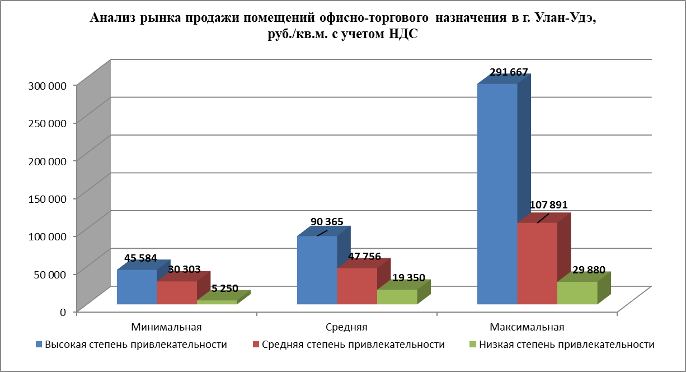 Анализ рынка продажи помещений офисно-торгового назначения в г. Улан-Удэ,
руб./кв.м. с учетом НДС
300 000
250 000
200 000
150 000
100 000
50 000
0
45 584
30 303
5 250
90 365
47 756
19 350
291 667
107 891
29 880
Минимальная
Средняя
Максимальная
Высокая степень привлекательности
Средняя степень привлекательности
Низкая степень привлекательности